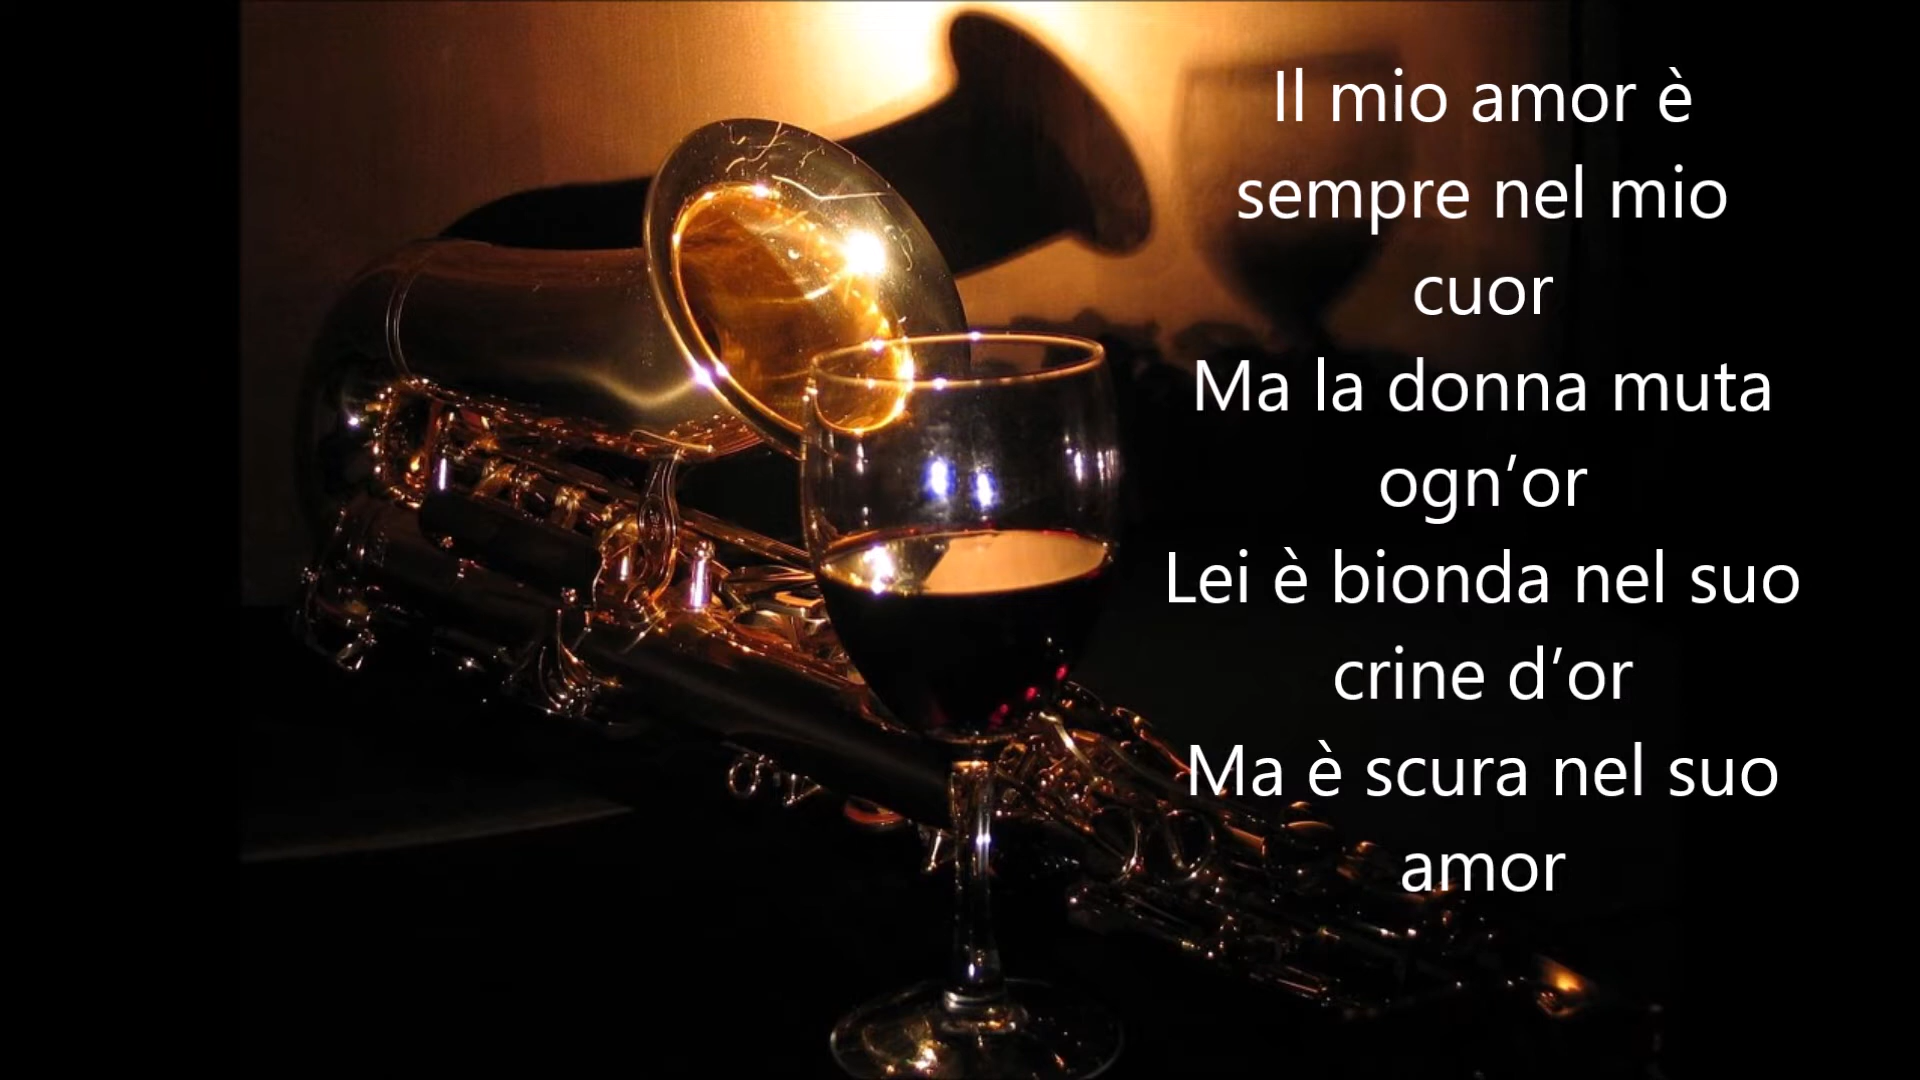 Il mio amor è
sempre nel mio
cuor
Ma la donna muta
ogn’or
Lei è bionda nel suo
crine d’or
Ma è scura nel suo
amor